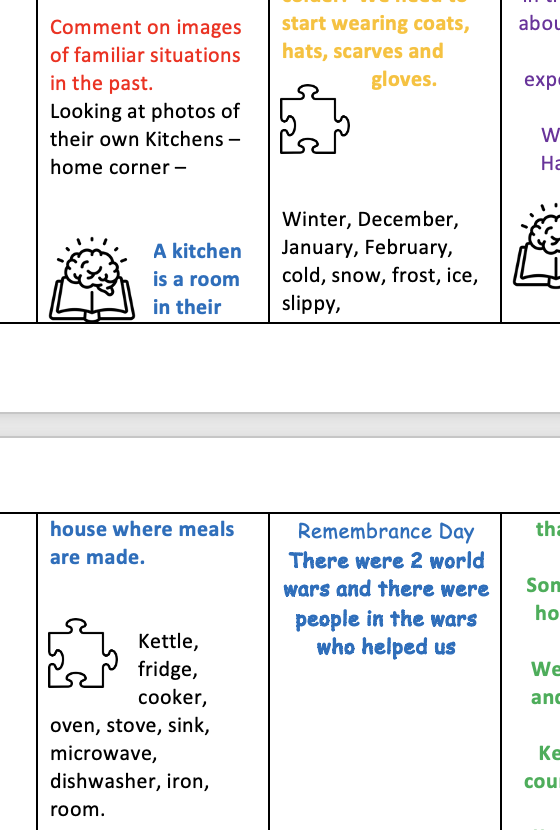 Comment on images
of familiar situations
in the past.
Looking at photos of
their own Kitchens –
home corner –
A kitchen
is a room
in their
start wearing coats,
hats, scarves and
gloves.
Winter, December,
January, February,
cold, snow, frost, ice,
slippy,
house where meals
are made.
Kettle,
fridge,
cooker,
oven, stove, sink,
microwave,
dishwasher, iron,
room.
Remembrance Day
There were 2 world
wars and there were
people in the wars
who helped us